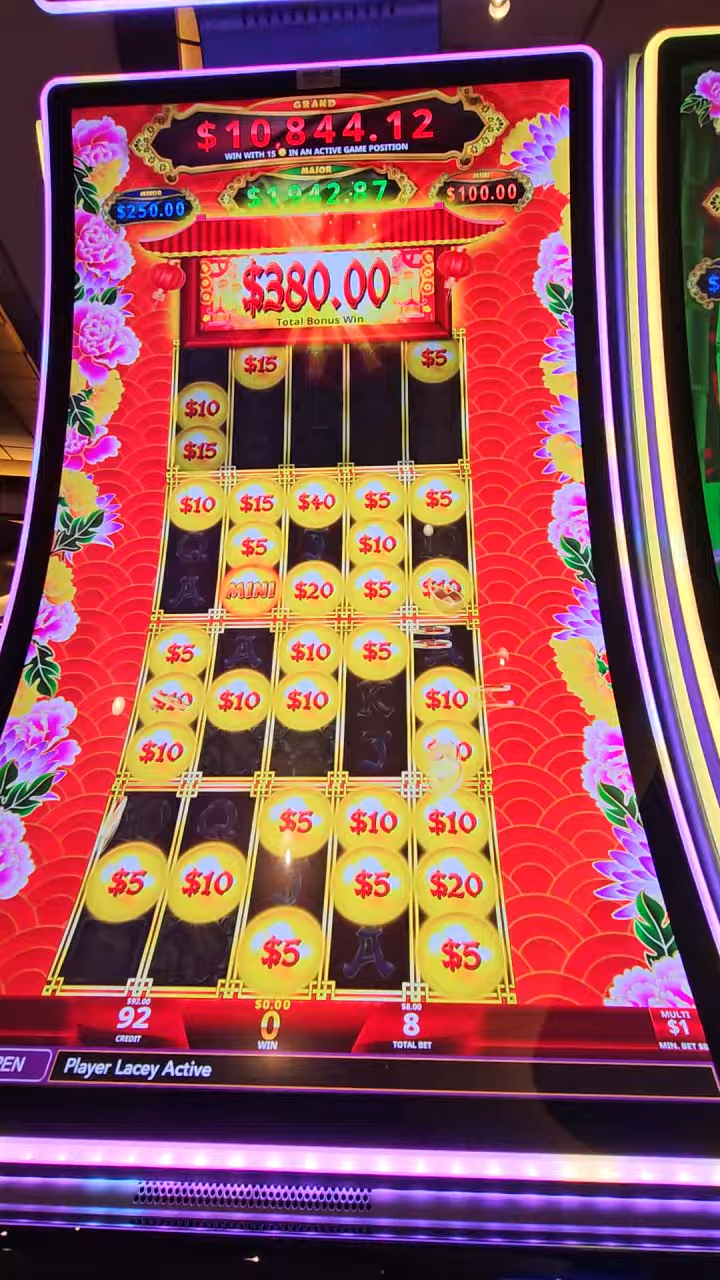 GRAND
$10,844.12
WIN WITH 15 IN AN ACTIVE GAME POSITION
MINOR
MAJOR
MINI
$250.00
$1,942.87
$100.00
$380.00
Total Bonus Win
$15 $5
$10
$15
$10 $15 $40 $5 $5
Q $5 J $10
A MINI $20 $5 $10
$5 A $10 $5
$10 $10 $10 K $10
$10 J
$5 $10 $10
$5 $10 J $5 $20
$5 A $5
$92.00
92
CREDIT
$0.00
0
WIN
$8.00
8
TOTAL BET
MULTI
$1
MIN. BET $8
PEN
Player Lacey Active
$